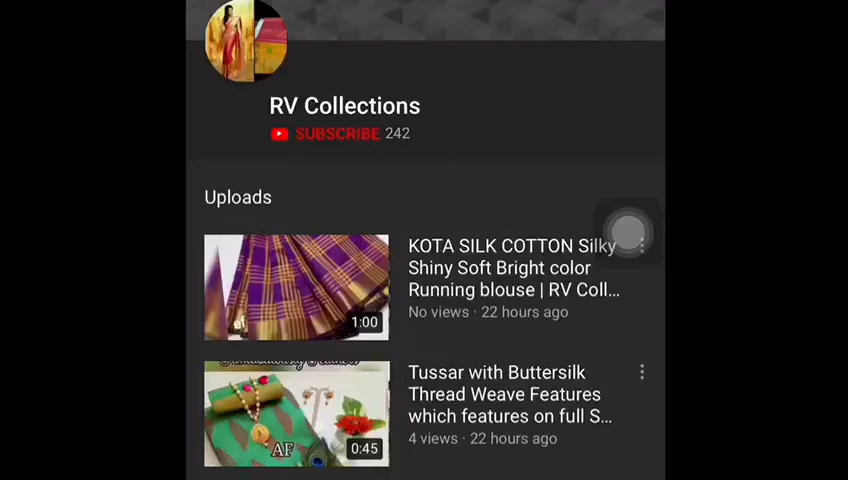 RV Collections
SUBSCRIBE 242
Uploads
KOTA SILK COTTON Silky
Shiny Soft Bright color
Running blouse | RV Coll...
No views · 22 hours ago
1:00
Tussar with Buttersilk
Thread Weave Features
which features on full S...
4 views · 22 hours ago
AF
0:45